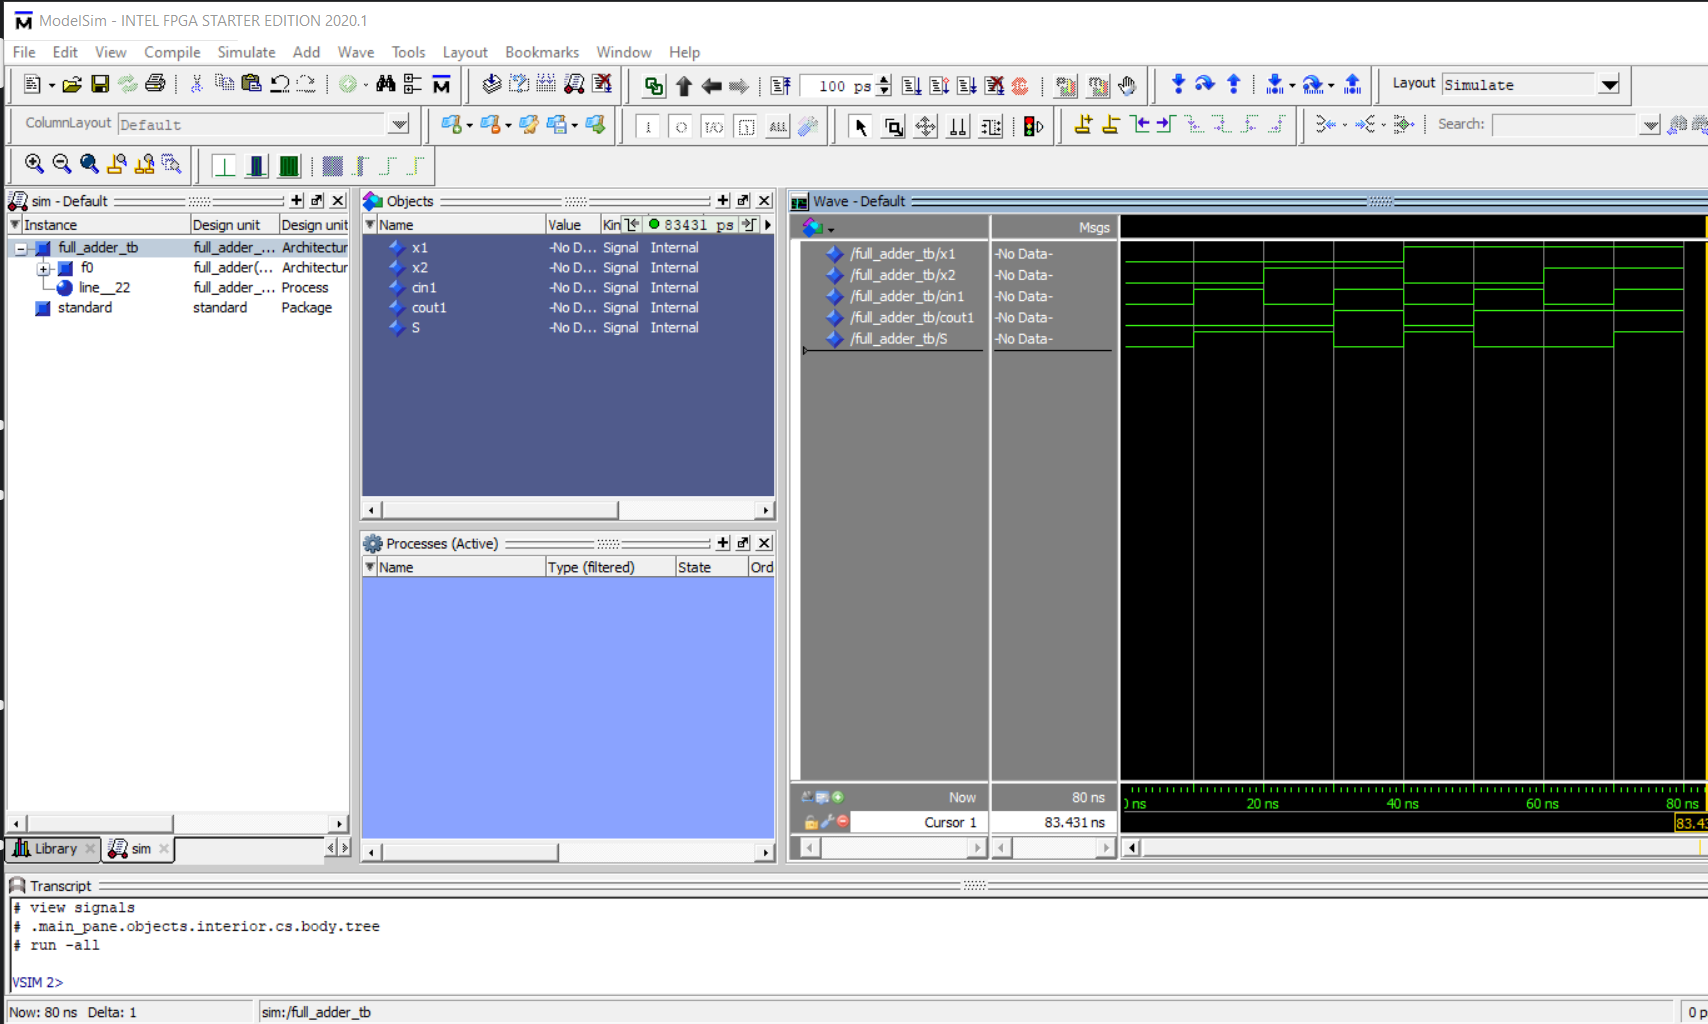 ModelSim - INTEL FPGA STARTER EDITION 2020.1
File Edit View Compile Simulate Add Wave Tools Layout Bookmarks Window Help
100 ps
Layout Simulate
ColumnLayout Default
ALL
Search:
sim - Default
Instance Design unit Design unit
full_adder_tb full_adder_... Architectur
f0 full_adder(... Architectur
line__22 full_adder_... Process
standard standard Package
Library sim
Objects
Name Value Kin 83431 ps
x1 -No D... Signal Internal
x2 -No D... Signal Internal
cin1 -No D... Signal Internal
cout1 -No D... Signal Internal
S -No D... Signal Internal
Processes (Active)
Name Type (filtered) State Ord
Wave - Default
Msgs
/full_adder_tb/x1 -No Data-
/full_adder_tb/x2 -No Data-
/full_adder_tb/cin1 -No Data-
/full_adder_tb/cout1 -No Data-
/full_adder_tb/S -No Data-
Now 80 ns
ns 20 ns 40 ns 60 ns 80 ns
Cursor 1 83.431 ns
83.43
Transcript
# view signals
# .main_pane.objects.interior.cs.body.tree
# run -all
VSIM 2>
Now: 80 ns Delta: 1 sim:/full_adder_tb 0 p